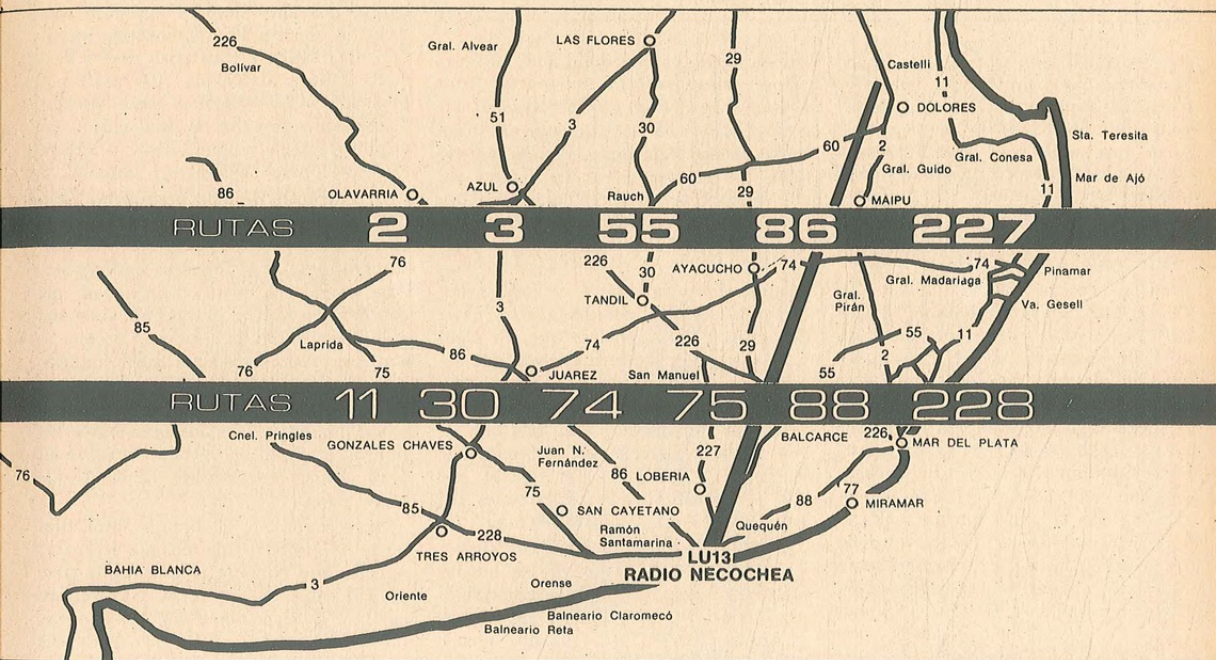 226
Bolívar
Gral. Alvear
51
LAS FLORES
3
30
29
Castelli
11
DOLORES
60
2
Gral. Guido
Gral. Conesa
Sta. Teresita
Mar de Ajó
11
86
OLAVARRIA
AZUL
Rauch
60
29
MAIPU
RUTAS 2 3 55 86 227
76
226
30
AYACUCHO
74
74
Gral. Madariaga
Pinamar
TANDIL
Gral.
Pirán
Va. Gesell
85
3
Laprida
86
74
226
29
55
2
11
76
75
JUAREZ
San Manuel
55
RUTAS 11 30 74 75 88 228
Cnel. Pringles
GONZALES CHAVES
Juan N.
Fernández
BALCARCE
226
MAR DEL PLATA
76
227
86
LOBERIA
75
77
88
MIRAMAR
85
SAN CAYETANO
228
Ramón
Santamarina
Quequén
TRES ARROYOS
LU13
RADIO NECOCHEA
BAHIA BLANCA
3
Oriente
Orense
Balneario Claromecó
Balneario Reta